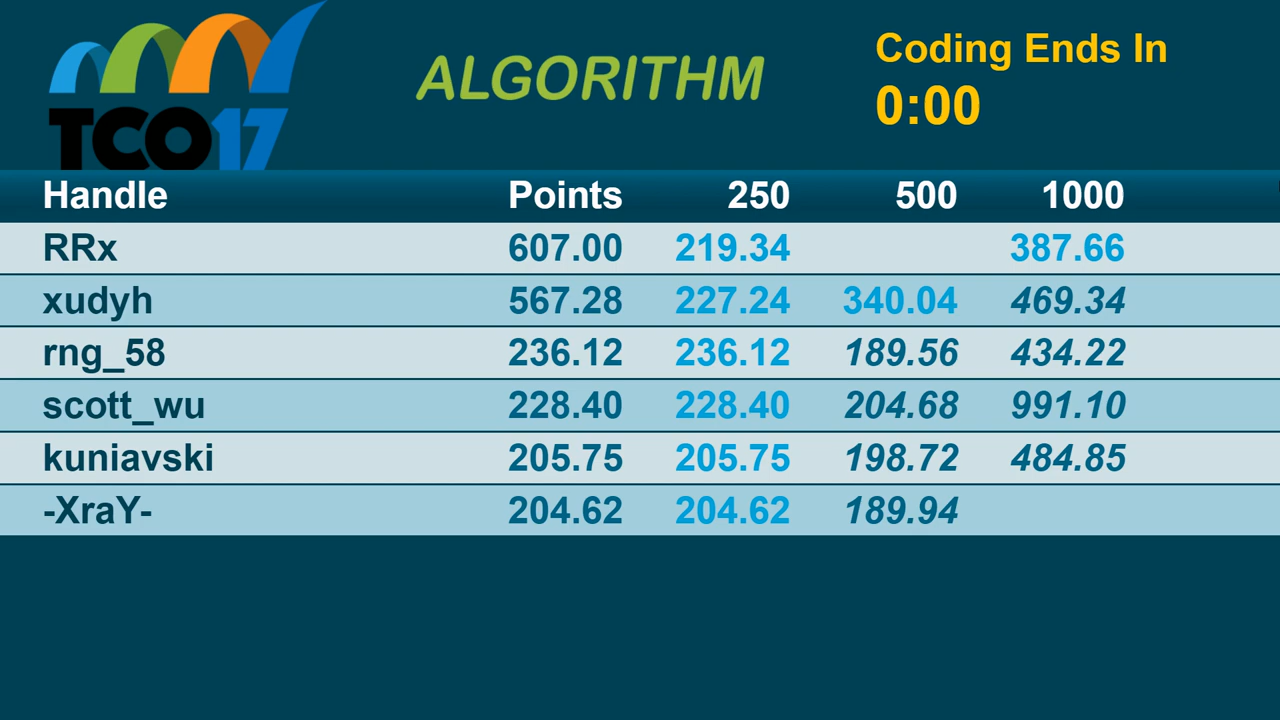 TCO17
ALGORITHM
Coding Ends In
0:00
Handle Points 250 500 1000
RRx 607.00 219.34 387.66
xudyh 567.28 227.24 340.04 469.34
rng_58 236.12 236.12 189.56 434.22
scott_wu 228.40 228.40 204.68 991.10
kuniavski 205.75 205.75 198.72 484.85
-XraY- 204.62 204.62 189.94